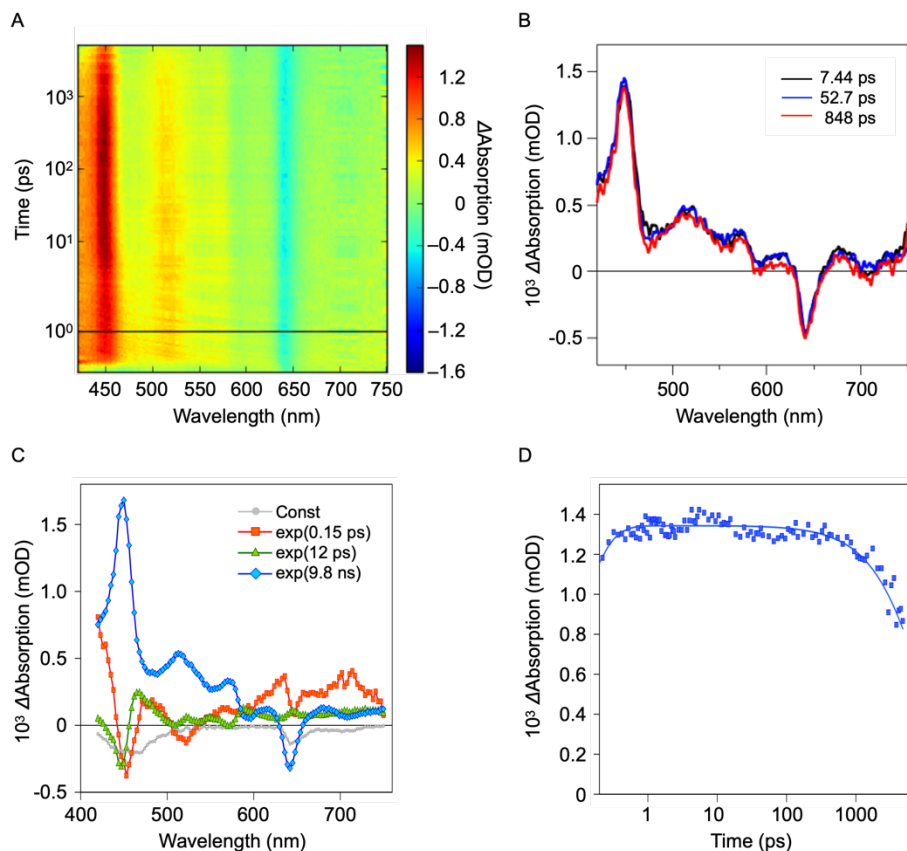 A
Time (ps)
10³
10²
10¹
10⁰
450
500
550
600
650
700
750
Wavelength (nm)
1.2
0.8
0.4
0
−0.4
−0.8
−1.2
−1.6
ΔAbsorption (mOD)
B
10³ ΔAbsorption (mOD)
1.5
1.0
0.5
0
-0.5
7.44 ps
52.7 ps
848 ps
500
600
700
Wavelength (nm)
C
10³ ΔAbsorption (mOD)
1.5
1.0
0.5
0
-0.5
Const
exp(0.15 ps)
exp(12 ps)
exp(9.8 ns)
400
500
600
700
Wavelength (nm)
D
10³ ΔAbsorption (mOD)
1.4
1.2
1.0
0.8
0.6
0.4
0.2
0
1
10
100
1000
Time (ps)